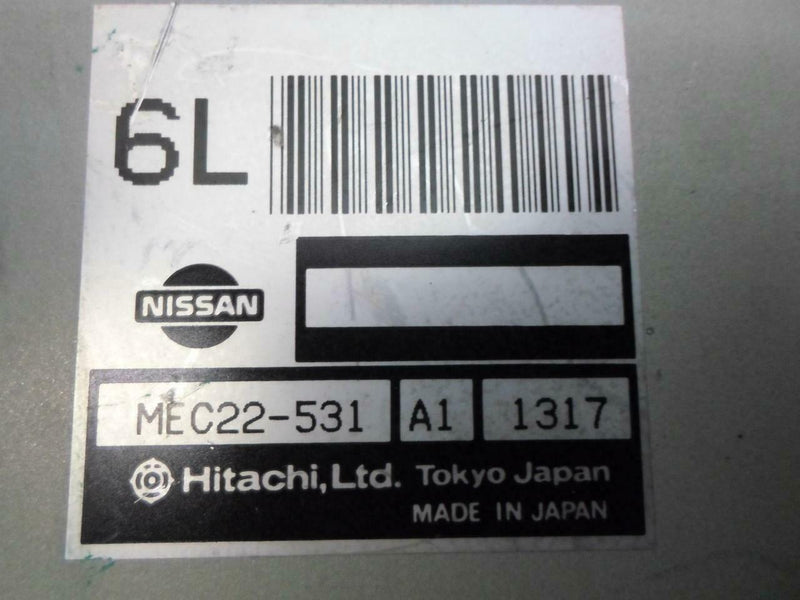 6L
NISSAN
MEC22-531 A1 1317
Hitachi, Ltd. Tokyo Japan
MADE IN JAPAN